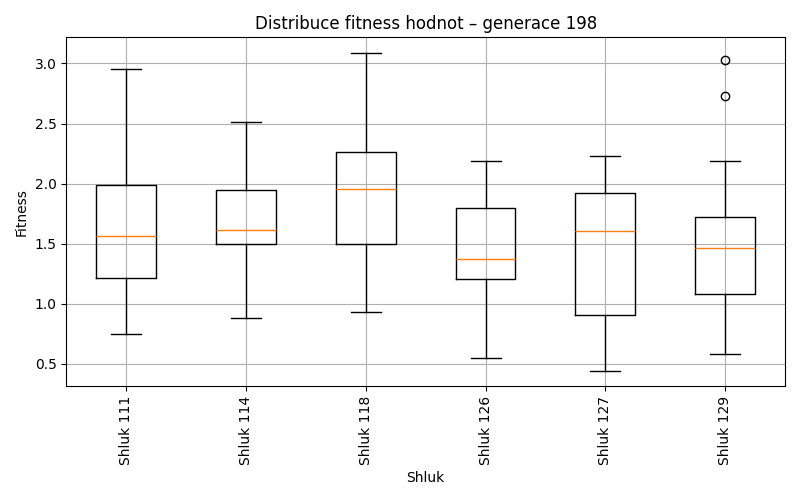 Distribuce fitness hodnot – generace 198
Fitness
3.0
2.5
2.0
1.5
1.0
0.5
Shluk 111
Shluk 114
Shluk 118
Shluk 126
Shluk 127
Shluk 129
Shluk